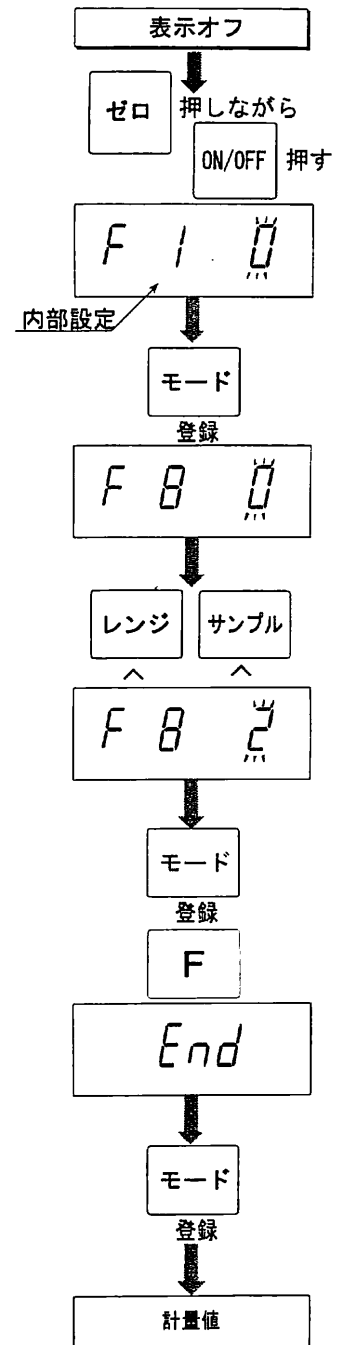 表示オフ
ゼロ 押しながら
ON/OFF 押す
F 1 0
内部設定
モード
登録
F 8 0
レンジ サンプル
^ ^
F 8 2
モード
登録
F
End
モード
登録
計量値